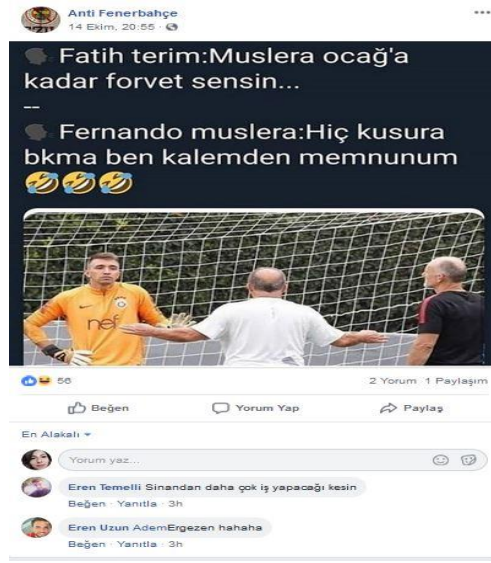 Anti Fenerbahçe
14 Ekim, 20:55 ·
Fatih terim:Muslera ocağ'a
kadar forvet sensin...
--
Fernando muslera:Hiç kusura
bkma ben kalemden memnunum
🤣🤣🤣
nef
56
2 Yorum 1 Paylaşım
Beğen Yorum Yap Paylaş
En Alakalı
Yorum yaz...
Eren Temelli Sinandan daha çok iş yapacağı kesin
Beğen · Yanıtla · 3h
Eren Uzun AdemErgezen hahaha
Beğen · Yanıtla · 3h